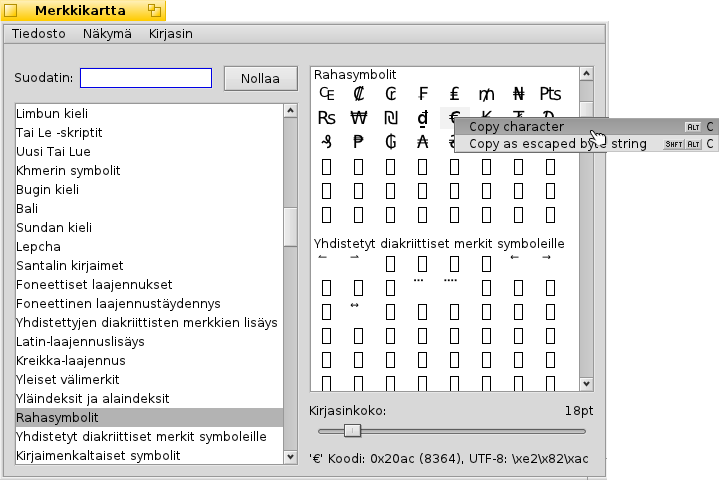 Merkkikartta
Tiedosto Näkymä Kirjasin
Suodatin: Nollaa
Limbun kieli
Tai Le -skriptit
Uusi Tai Lue
Khmerin symbolit
Bugin kieli
Bali
Sundan kieli
Lepcha
Santalin kirjaimet
Foneettiset laajennukset
Foneettinen laajennustäydennys
Yhdistettyjen diakriittisten merkkien lisäys
Latin-laajennuslisäys
Kreikka-laajennus
Yleiset välimerkit
Yläindeksit ja alaindeksit
Rahasymbolit
Yhdistetyt diakriittiset merkit symboleille
Kirjaimenkaltaiset symbolit
Rahasymbolit
₠ ₡ ₢ ₣ ₤ ₥ ₦ ₧
₨ ₩ ₪ ₫ €
₰ ₱ ₲ ₳
Copy character ALT C
Copy as escaped byte string SHFT ALT C
Yhdistetyt diakriittiset merkit symboleille
Kirjasinkoko: 18pt
'€' Koodi: 0x20ac (8364), UTF-8: \xe2\x82\xac